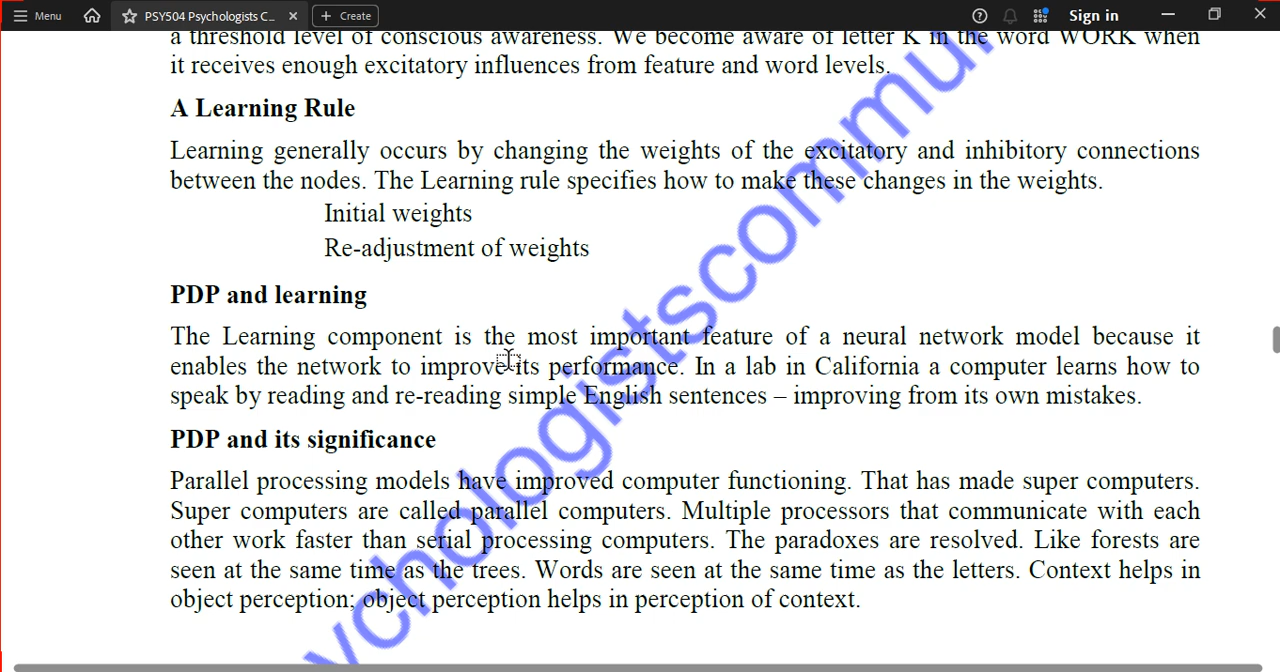 Menu
PSY504 Psychologists C...
Create
Sign in
a threshold level of conscious awareness. We become aware of letter K in the word WORK when
it receives enough excitatory influences from feature and word levels.
A Learning Rule
Learning generally occurs by changing the weights of the excitatory and inhibitory connections
between the nodes. The Learning rule specifies how to make these changes in the weights.
Initial weights
Re-adjustment of weights
PDP and learning
The Learning component is the most important feature of a neural network model because it
enables the network to improve its performance. In a lab in California a computer learns how to
speak by reading and re-reading simple English sentences – improving from its own mistakes.
PDP and its significance
Parallel processing models have improved computer functioning. That has made super computers.
Super computers are called parallel computers. Multiple processors that communicate with each
other work faster than serial processing computers. The paradoxes are resolved. Like forests are
seen at the same time as the trees. Words are seen at the same time as the letters. Context helps in
object perception; object perception helps in perception of context.
ychologistscommun